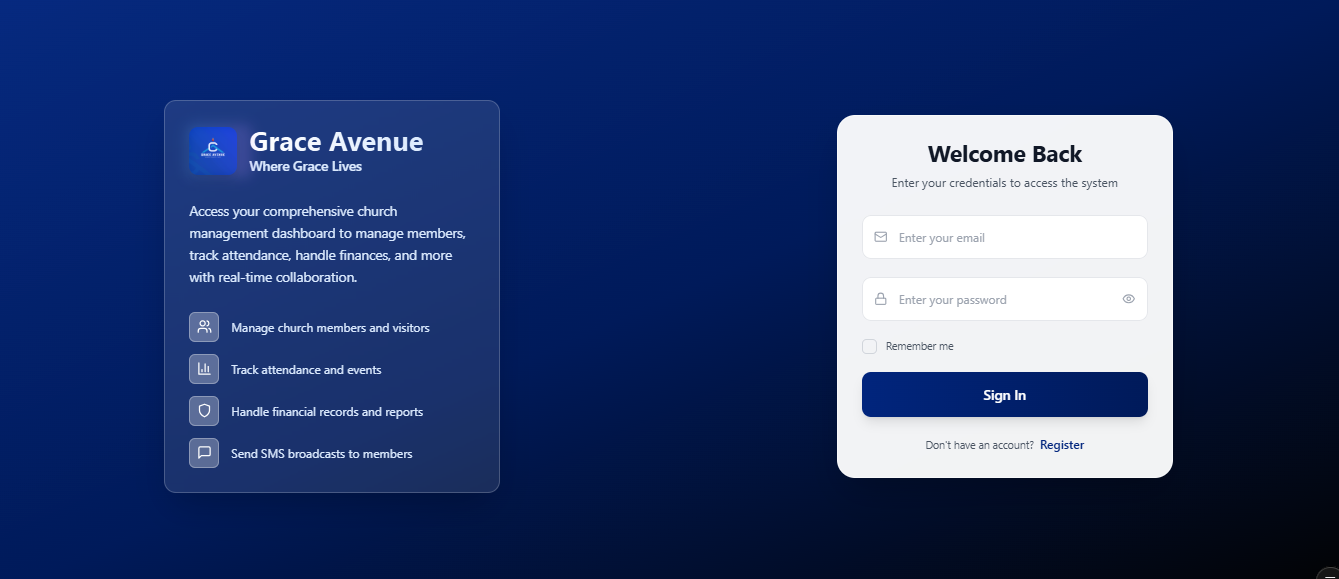 Grace Avenue
Where Grace Lives
Access your comprehensive church
management dashboard to manage members,
track attendance, handle finances, and more
with real-time collaboration.
Manage church members and visitors
Track attendance and events
Handle financial records and reports
Send SMS broadcasts to members
Welcome Back
Enter your credentials to access the system
Enter your email
Enter your password
Remember me
Sign In
Don't have an account? Register